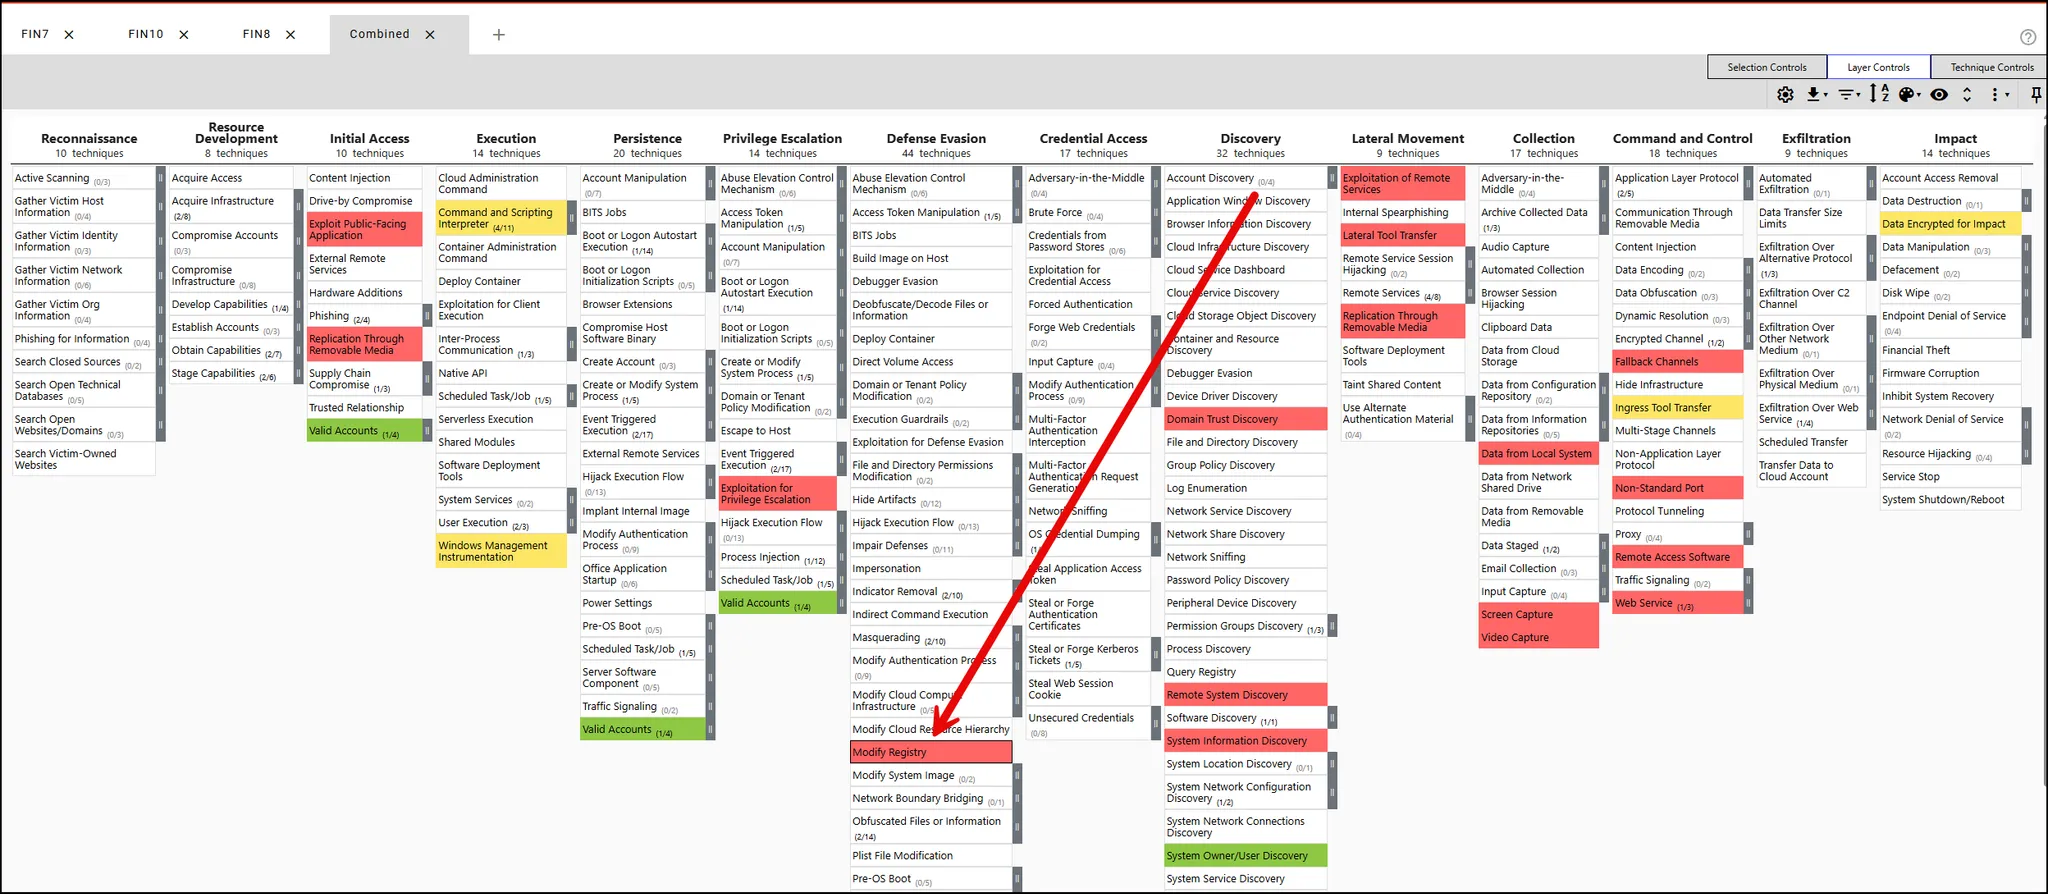 FIN7
FIN10
FIN8
Combined
Selection Controls
Layer Controls
Technique Controls
Reconnaissance
10 techniques
Active Scanning (0/3)
Gather Victim Host
Information (0/4)
Gather Victim Identity
Information (0/3)
Gather Victim Network
Information (0/6)
Gather Victim Org
Information (0/4)
Phishing for Information (0/4)
Search Closed Sources (0/2)
Search Open Technical
Databases (0/5)
Search Open
Websites/Domains (0/3)
Search Victim-Owned
Websites
Resource
Development
8 techniques
Acquire Access
Acquire Infrastructure
(2/8)
Compromise Accounts
(0/3)
Compromise
Infrastructure (0/8)
Develop Capabilities (1/4)
Establish Accounts (0/3)
Obtain Capabilities (2/7)
Stage Capabilities (2/6)
Initial Access
10 techniques
Content Injection
Drive-by Compromise
Exploit Public-Facing
Application
External Remote
Services
Hardware Additions
Phishing (2/4)
Replication Through
Removable Media
Supply Chain
Compromise (1/3)
Trusted Relationship
Valid Accounts (1/4)
Execution
14 techniques
Cloud Administration
Command
Command and Scripting
Interpreter (4/11)
Container Administration
Command
Deploy Container
Exploitation for Client
Execution
Inter-Process
Communication (1/3)
Native API
Scheduled Task/Job (1/5)
Serverless Execution
Shared Modules
Software Deployment
Tools
System Services (0/2)
User Execution (2/3)
Windows Management
Instrumentation
Persistence
20 techniques
Account Manipulation
(0/7)
BITS Jobs
Boot or Logon Autostart
Execution (1/14)
Boot or Logon
Initialization Scripts (0/5)
Browser Extensions
Compromise Host
Software Binary
Create Account (0/3)
Create or Modify System
Process (1/5)
Event Triggered
Execution (2/17)
External Remote Services
Hijack Execution Flow
(0/13)
Implant Internal Image
Modify Authentication
Process (0/9)
Office Application
Startup (0/6)
Power Settings
Pre-OS Boot (0/5)
Scheduled Task/Job (1/5)
Server Software
Component (0/5)
Traffic Signaling (0/2)
Valid Accounts (1/4)
Privilege Escalation
14 techniques
Abuse Elevation Control
Mechanism (0/6)
Access Token
Manipulation (1/5)
Account Manipulation
(0/7)
Boot or Logon
Autostart Execution
(1/14)
Boot or Logon
Initialization Scripts (0/5)
Create or Modify
System Process (1/5)
Domain or Tenant
Policy Modification (0/2)
Escape to Host
Event Triggered
Execution (2/17)
Exploitation for
Privilege Escalation
Hijack Execution Flow
(0/13)
Process Injection (1/12)
Scheduled Task/Job (1/5)
Valid Accounts (1/4)
Defense Evasion
44 techniques
Abuse Elevation Control
Mechanism (0/6)
Access Token Manipulation (1/5)
BITS Jobs
Build Image on Host
Debugger Evasion
Deobfuscate/Decode Files or
Information
Deploy Container
Direct Volume Access
Domain or Tenant Policy
Modification (0/2)
Execution Guardrails (0/2)
Exploitation for Defense Evasion
File and Directory Permissions
Modification (0/2)
Hide Artifacts (0/12)
Hijack Execution Flow (0/13)
Impair Defenses (0/11)
Impersonation
Indicator Removal (2/10)
Indirect Command Execution
Masquerading (2/10)
Modify Authentication Process
(0/9)
Modify Cloud Compute
Infrastructure (0/5)
Modify Cloud Resource Hierarchy
Modify Registry
Modify System Image (0/2)
Network Boundary Bridging (0/1)
Obfuscated Files or Information
(2/14)
Plist File Modification
Pre-OS Boot (0/5)
Credential Access
17 techniques
Adversary-in-the-Middle (0/4)
Brute Force (0/4)
Credentials from
Password Stores (0/6)
Exploitation for
Credential Access
Forced Authentication
Forge Web Credentials
(0/2)
Input Capture (0/4)
Modify Authentication
Process (0/9)
Multi-Factor
Authentication
Interception
Multi-Factor
Authentication Request
Generation
Network Sniffing
OS Credential Dumping
Steal Application Access
Token
Steal or Forge
Authentication
Certificates
Steal or Forge Kerberos
Tickets (1/5)
Steal Web Session
Cookie
Unsecured Credentials
(0/8)
Discovery
32 techniques
Account Discovery (0/4)
Application Window Discovery
Browser Information Discovery
Cloud Infrastructure Discovery
Cloud Service Dashboard
Cloud Service Discovery
Cloud Storage Object Discovery
Container and Resource
Discovery
Debugger Evasion
Device Driver Discovery
Domain Trust Discovery
File and Directory Discovery
Group Policy Discovery
Log Enumeration
Network Service Discovery
Network Share Discovery
Network Sniffing
Password Policy Discovery
Peripheral Device Discovery
Permission Groups Discovery (1/3)
Process Discovery
Query Registry
Remote System Discovery
Software Discovery (1/1)
System Information Discovery
System Location Discovery (0/1)
System Network Configuration
Discovery (1/2)
System Network Connections
Discovery
System Owner/User Discovery
System Service Discovery
Lateral Movement
9 techniques
Exploitation of Remote
Services
Internal Spearphishing
Lateral Tool Transfer
Remote Service Session
Hijacking (0/2)
Remote Services (4/8)
Replication Through
Removable Media
Software Deployment
Tools
Taint Shared Content
Use Alternate
Authentication Material
(0/4)
Collection
17 techniques
Adversary-in-the-
Middle (0/4)
Archive Collected Data
(1/3)
Audio Capture
Automated Collection
Browser Session
Hijacking
Clipboard Data
Data from Cloud
Storage
Data from Configuration
Repository (0/2)
Data from Information
Repositories (0/5)
Data from Local System
Data from Network
Shared Drive
Data from Removable
Media
Data Staged (1/2)
Email Collection (0/3)
Input Capture (0/4)
Screen Capture
Video Capture
Command and Control
18 techniques
Application Layer Protocol
(2/5)
Communication Through
Removable Media
Content Injection
Data Encoding (0/2)
Data Obfuscation (0/3)
Dynamic Resolution (0/3)
Encrypted Channel (1/2)
Fallback Channels
Hide Infrastructure
Ingress Tool Transfer
Multi-Stage Channels
Non-Application Layer
Protocol
Non-Standard Port
Protocol Tunneling
Proxy (0/4)
Remote Access Software
Traffic Signaling (0/2)
Web Service (1/3)
Exfiltration
9 techniques
Automated
Exfiltration (0/1)
Data Transfer Size
Limits
Exfiltration Over
Alternative Protocol
(1/3)
Exfiltration Over C2
Channel
Exfiltration Over
Other Network
Medium (0/1)
Exfiltration Over
Physical Medium (0/1)
Exfiltration Over Web
Service (1/4)
Scheduled Transfer
Transfer Data to
Cloud Account
Impact
14 techniques
Account Access Removal
Data Destruction (0/1)
Data Encrypted for Impact
Data Manipulation (0/3)
Defacement (0/2)
Disk Wipe (0/2)
Endpoint Denial of Service
(0/4)
Financial Theft
Firmware Corruption
Inhibit System Recovery
Network Denial of Service
(0/2)
Resource Hijacking (0/4)
Service Stop
System Shutdown/Reboot